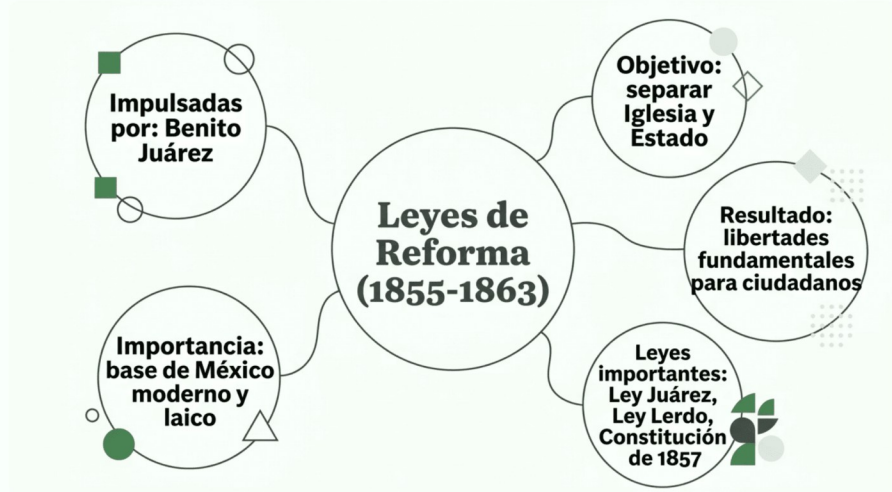 Impulsadas
por: Benito
Juárez
Importancia:
base de México
moderno y
laico
Leyes de
Reforma
(1855-1863)
Objetivo:
separar
Iglesia y
Estado
Resultado:
libertades
fundamentales
para ciudadanos
Leyes
importantes:
Ley Juárez,
Ley Lerdo,
Constitución
de 1857